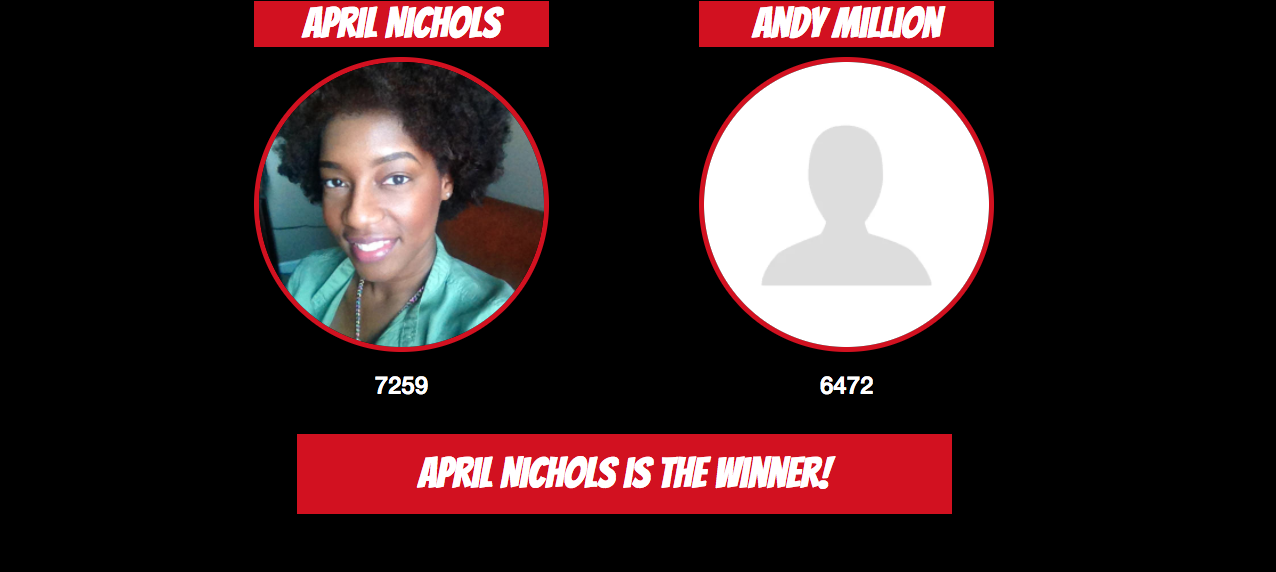 APRIL NICHOLS
ANDY MILLION
7259
6472
APRIL NICHOLS IS THE WINNER!